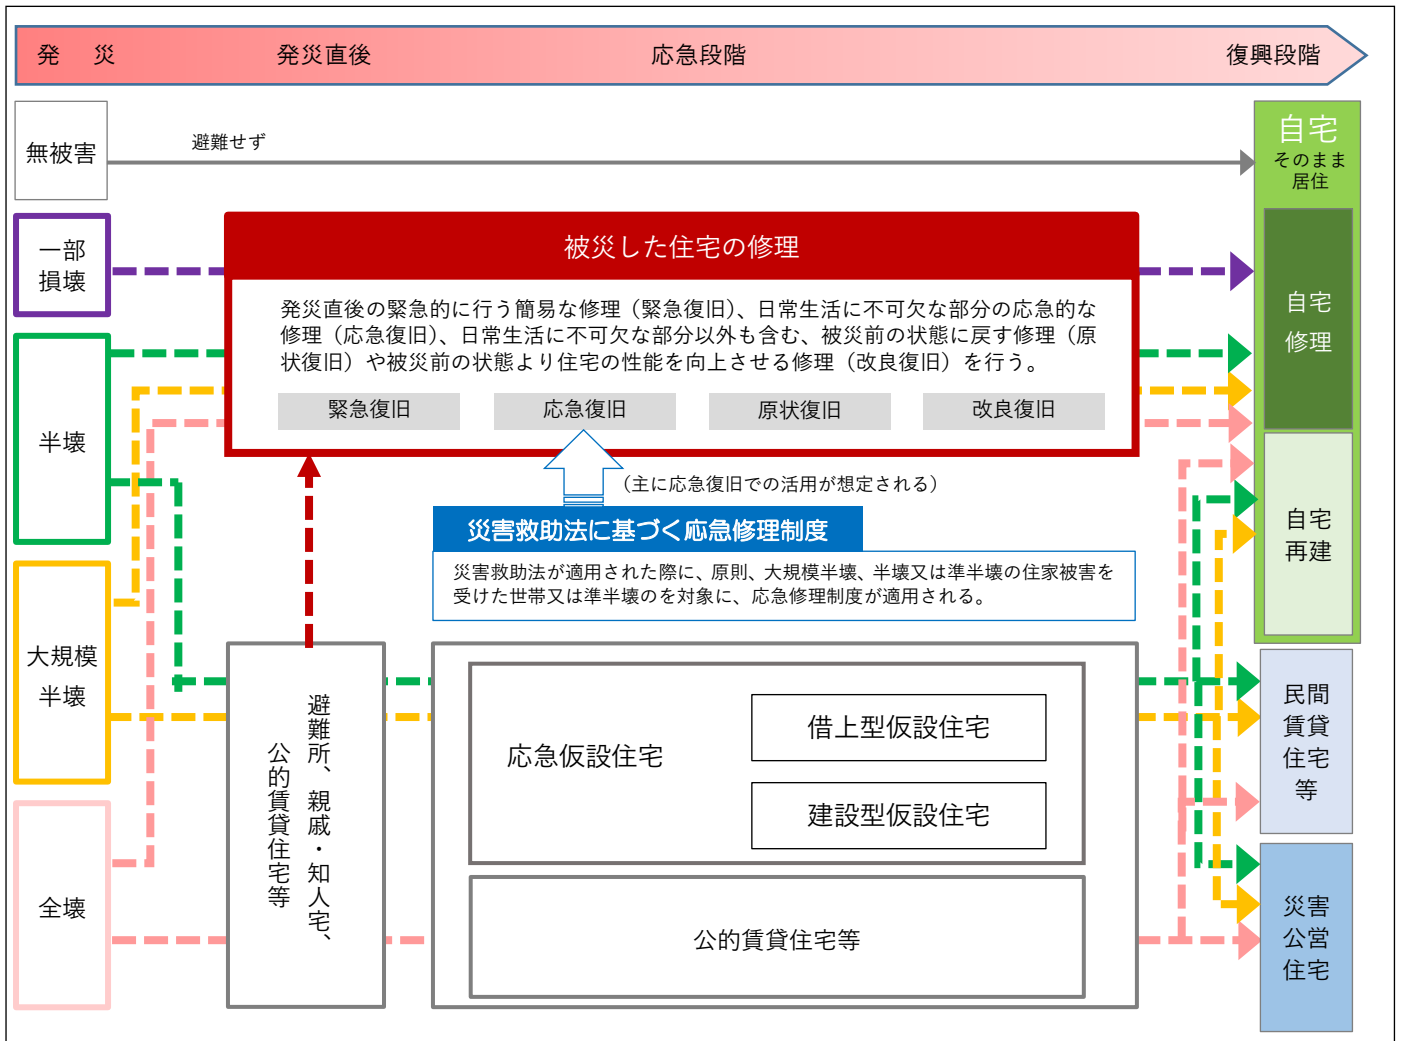 発 災 発災直後 応急段階 復興段階
無被害
避難せず
自宅
そのまま
居住
一部
損壊
被災した住宅の修理
発災直後の緊急的に行う簡易な修理（緊急復旧）、日常生活に不可欠な部分の応急的な
修理（応急復旧）、日常生活に不可欠な部分以外も含む、被災前の状態に戻す修理（原
状復旧）や被災前の状態より住宅の性能を向上させる修理（改良復旧）を行う。
緊急復旧 応急復旧 原状復旧 改良復旧
自宅
修理
半壊
（主に応急復旧での活用が想定される）
災害救助法に基づく応急修理制度
災害救助法が適用された際に、原則、大規模半壊、半壊又は準半壊の住家被害を
受けた世帯又は準半壊のを対象に、応急修理制度が適用される。
自宅
再建
大規模
半壊
避難所、親戚・知人宅、
公的賃貸住宅等
応急仮設住宅
借上型仮設住宅
建設型仮設住宅
民間
賃貸
住宅
等
全壊
公的賃貸住宅等
災害
公営
住宅